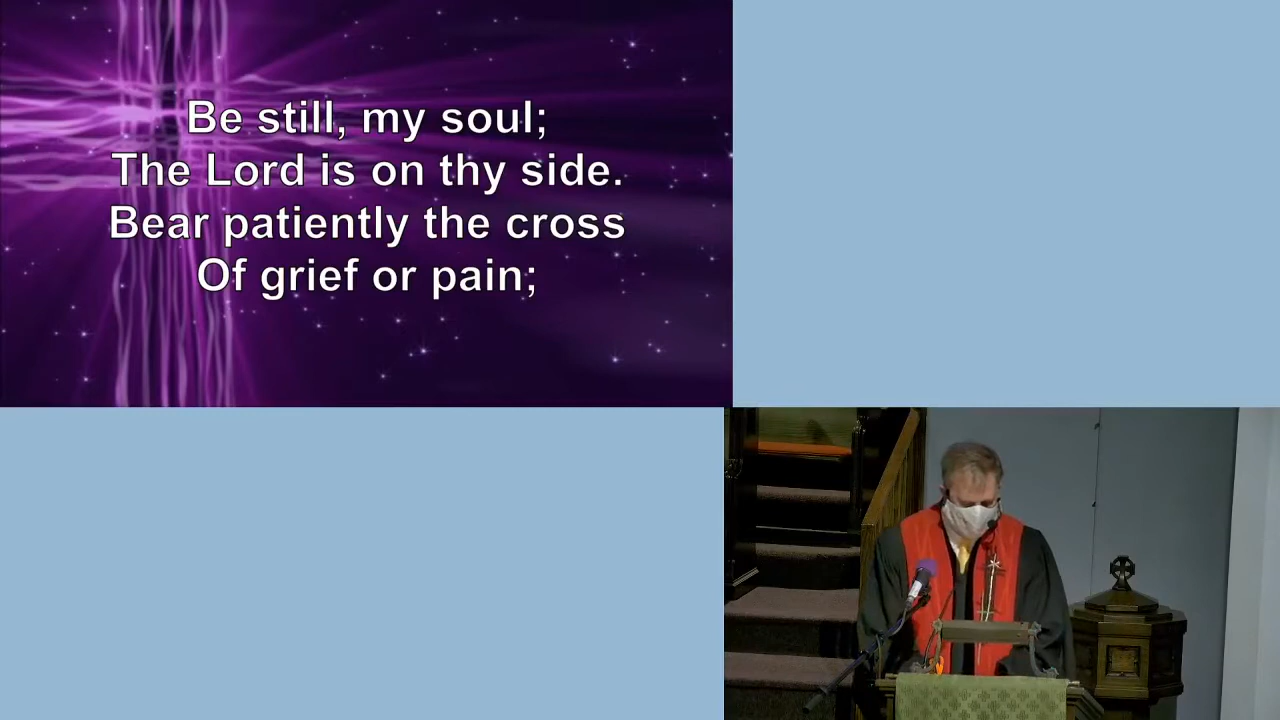 Be still, my soul;
The Lord is on thy side.
Bear patiently the cross
Of grief or pain;